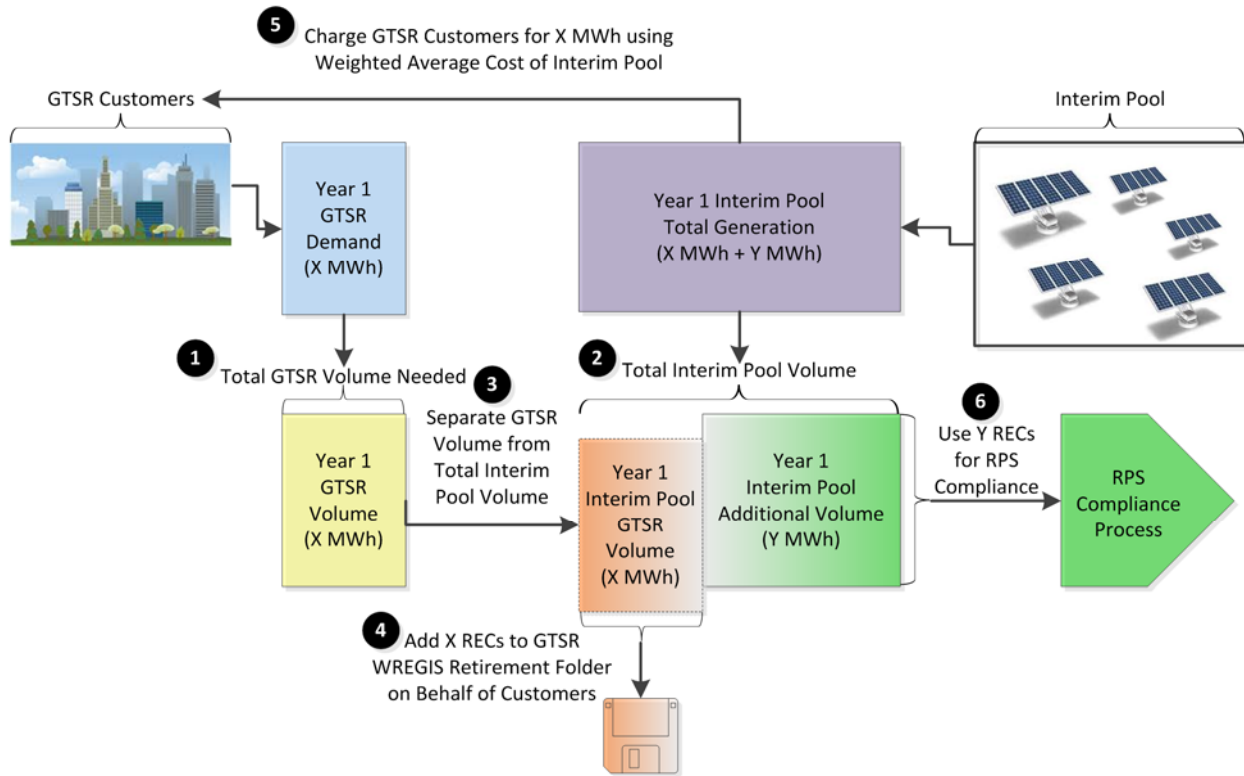 5
Charge GTSR Customers for X MWh using
Weighted Average Cost of Interim Pool
GTSR Customers
Interim Pool
Year 1
GTSR
Demand
(X MWh)
Year 1 Interim Pool
Total Generation
(X MWh + Y MWh)
1
Total GTSR Volume Needed
2
Total Interim Pool Volume
3
Separate GTSR
Volume from
Total Interim
Pool Volume
Year 1
GTSR
Volume
(X MWh)
Year 1
Interim Pool
GTSR
Volume
(X MWh)
Year 1
Interim Pool
Additional Volume
(Y MWh)
6
Use Y RECs
for RPS
Compliance
RPS
Compliance
Process
4
Add X RECs to GTSR
WREGIS Retirement Folder
on Behalf of Customers